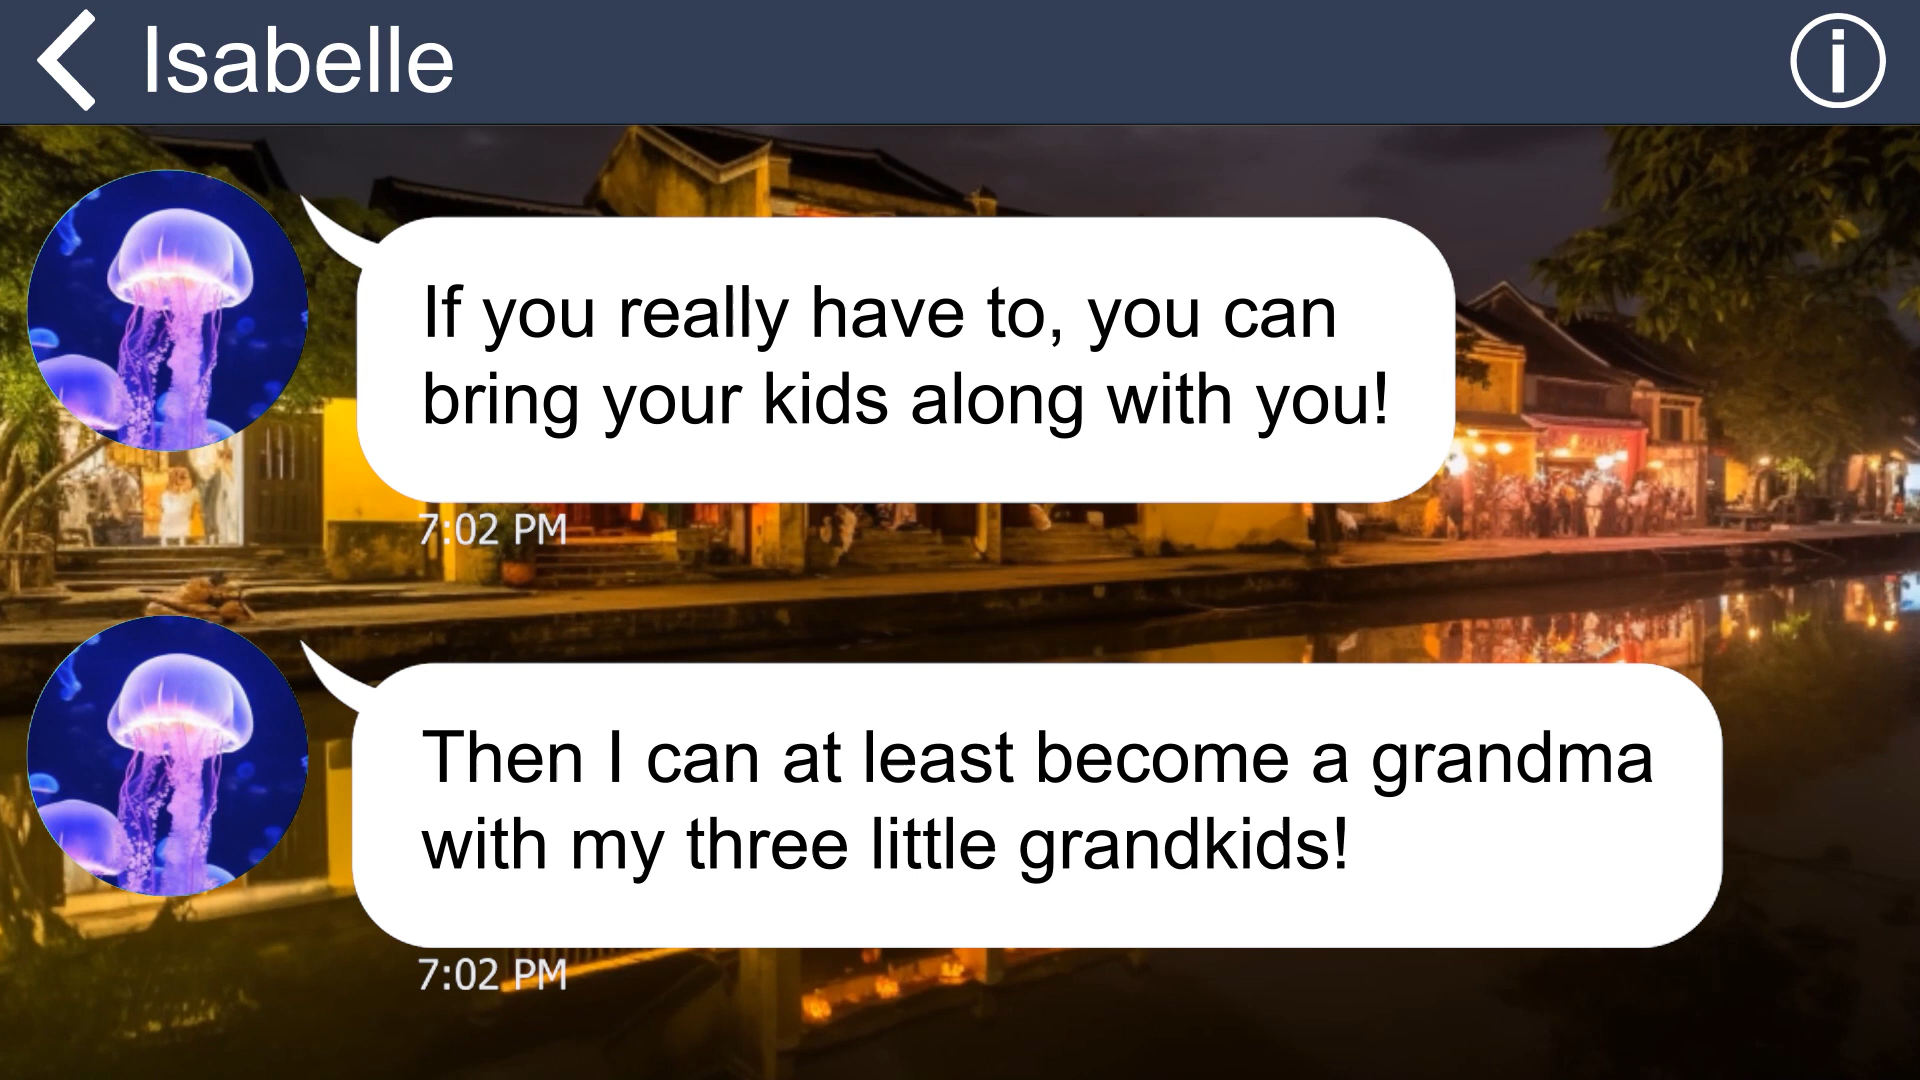 Isabelle
If you really have to, you can
bring your kids along with you!
7:02 PM
Then I can at least become a grandma
with my three little grandkids!
7:02 PM